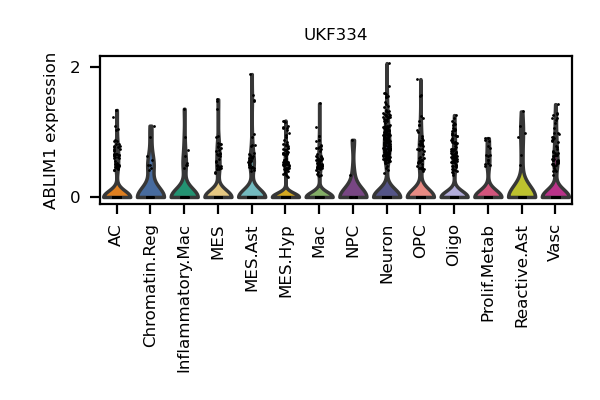 UKF334
ABLIM1 expression
2
0
AC
Chromatin.Reg
Inflammatory.Mac
MES
MES.Ast
MES.Hyp
Mac
NPC
Neuron
OPC
Oligo
Prolif.Metab
Reactive.Ast
Vasc